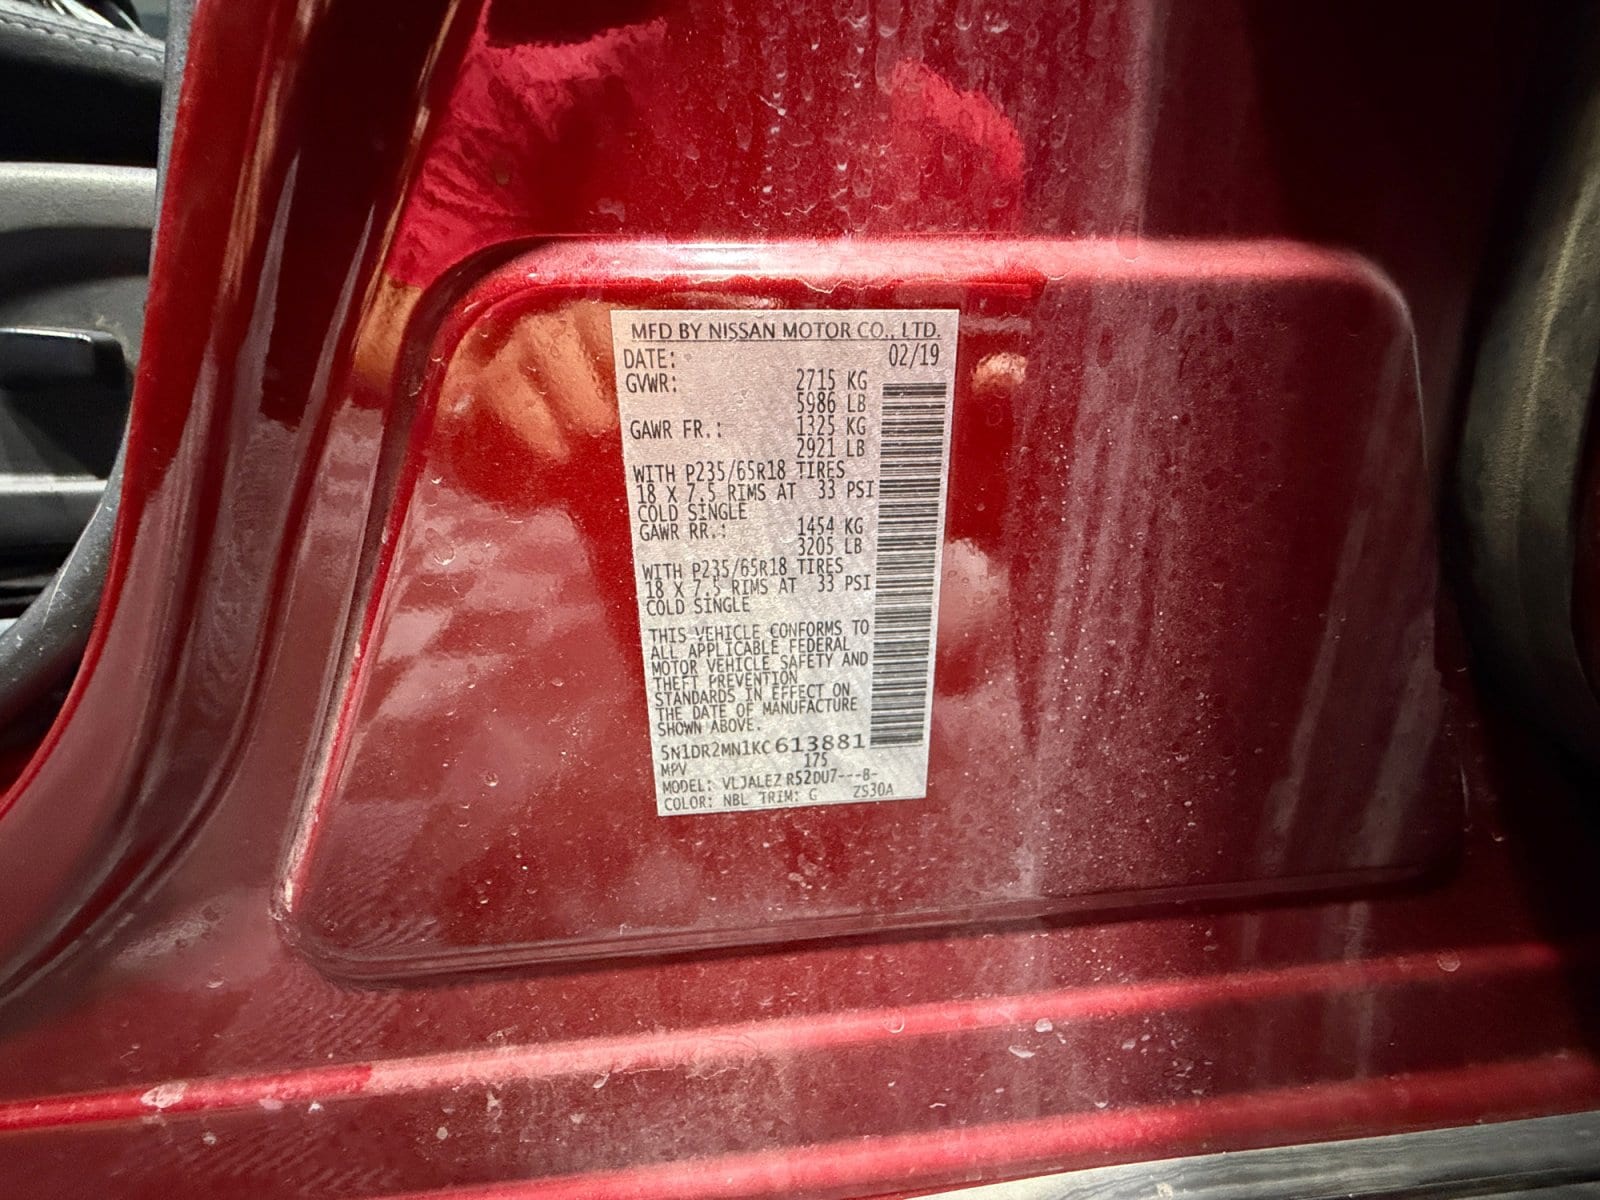 MFD BY NISSAN MOTOR CO., LTD.
DATE: 02/19
GVWR: 2715 KG
5986 LB
GAWR FR.: 1325 KG
2921 LB
WITH P235/65R18 TIRES
18 X 7.5 RIMS AT 33 PSI
COLD SINGLE
GAWR RR.: 1454 KG
3205 LB
WITH P235/65R18 TIRES
18 X 7.5 RIMS AT 33 PSI
COLD SINGLE
THIS VEHICLE CONFORMS TO
ALL APPLICABLE FEDERAL
MOTOR VEHICLE SAFETY AND
THEFT PREVENTION
STANDARDS IN EFFECT ON
THE DATE OF MANUFACTURE
SHOWN ABOVE.
5N1DR2MN1KC613881
MPV 175
MODEL: VLJALEZ R52DU7---B-
COLOR: NBL TRIM: G ZS30A